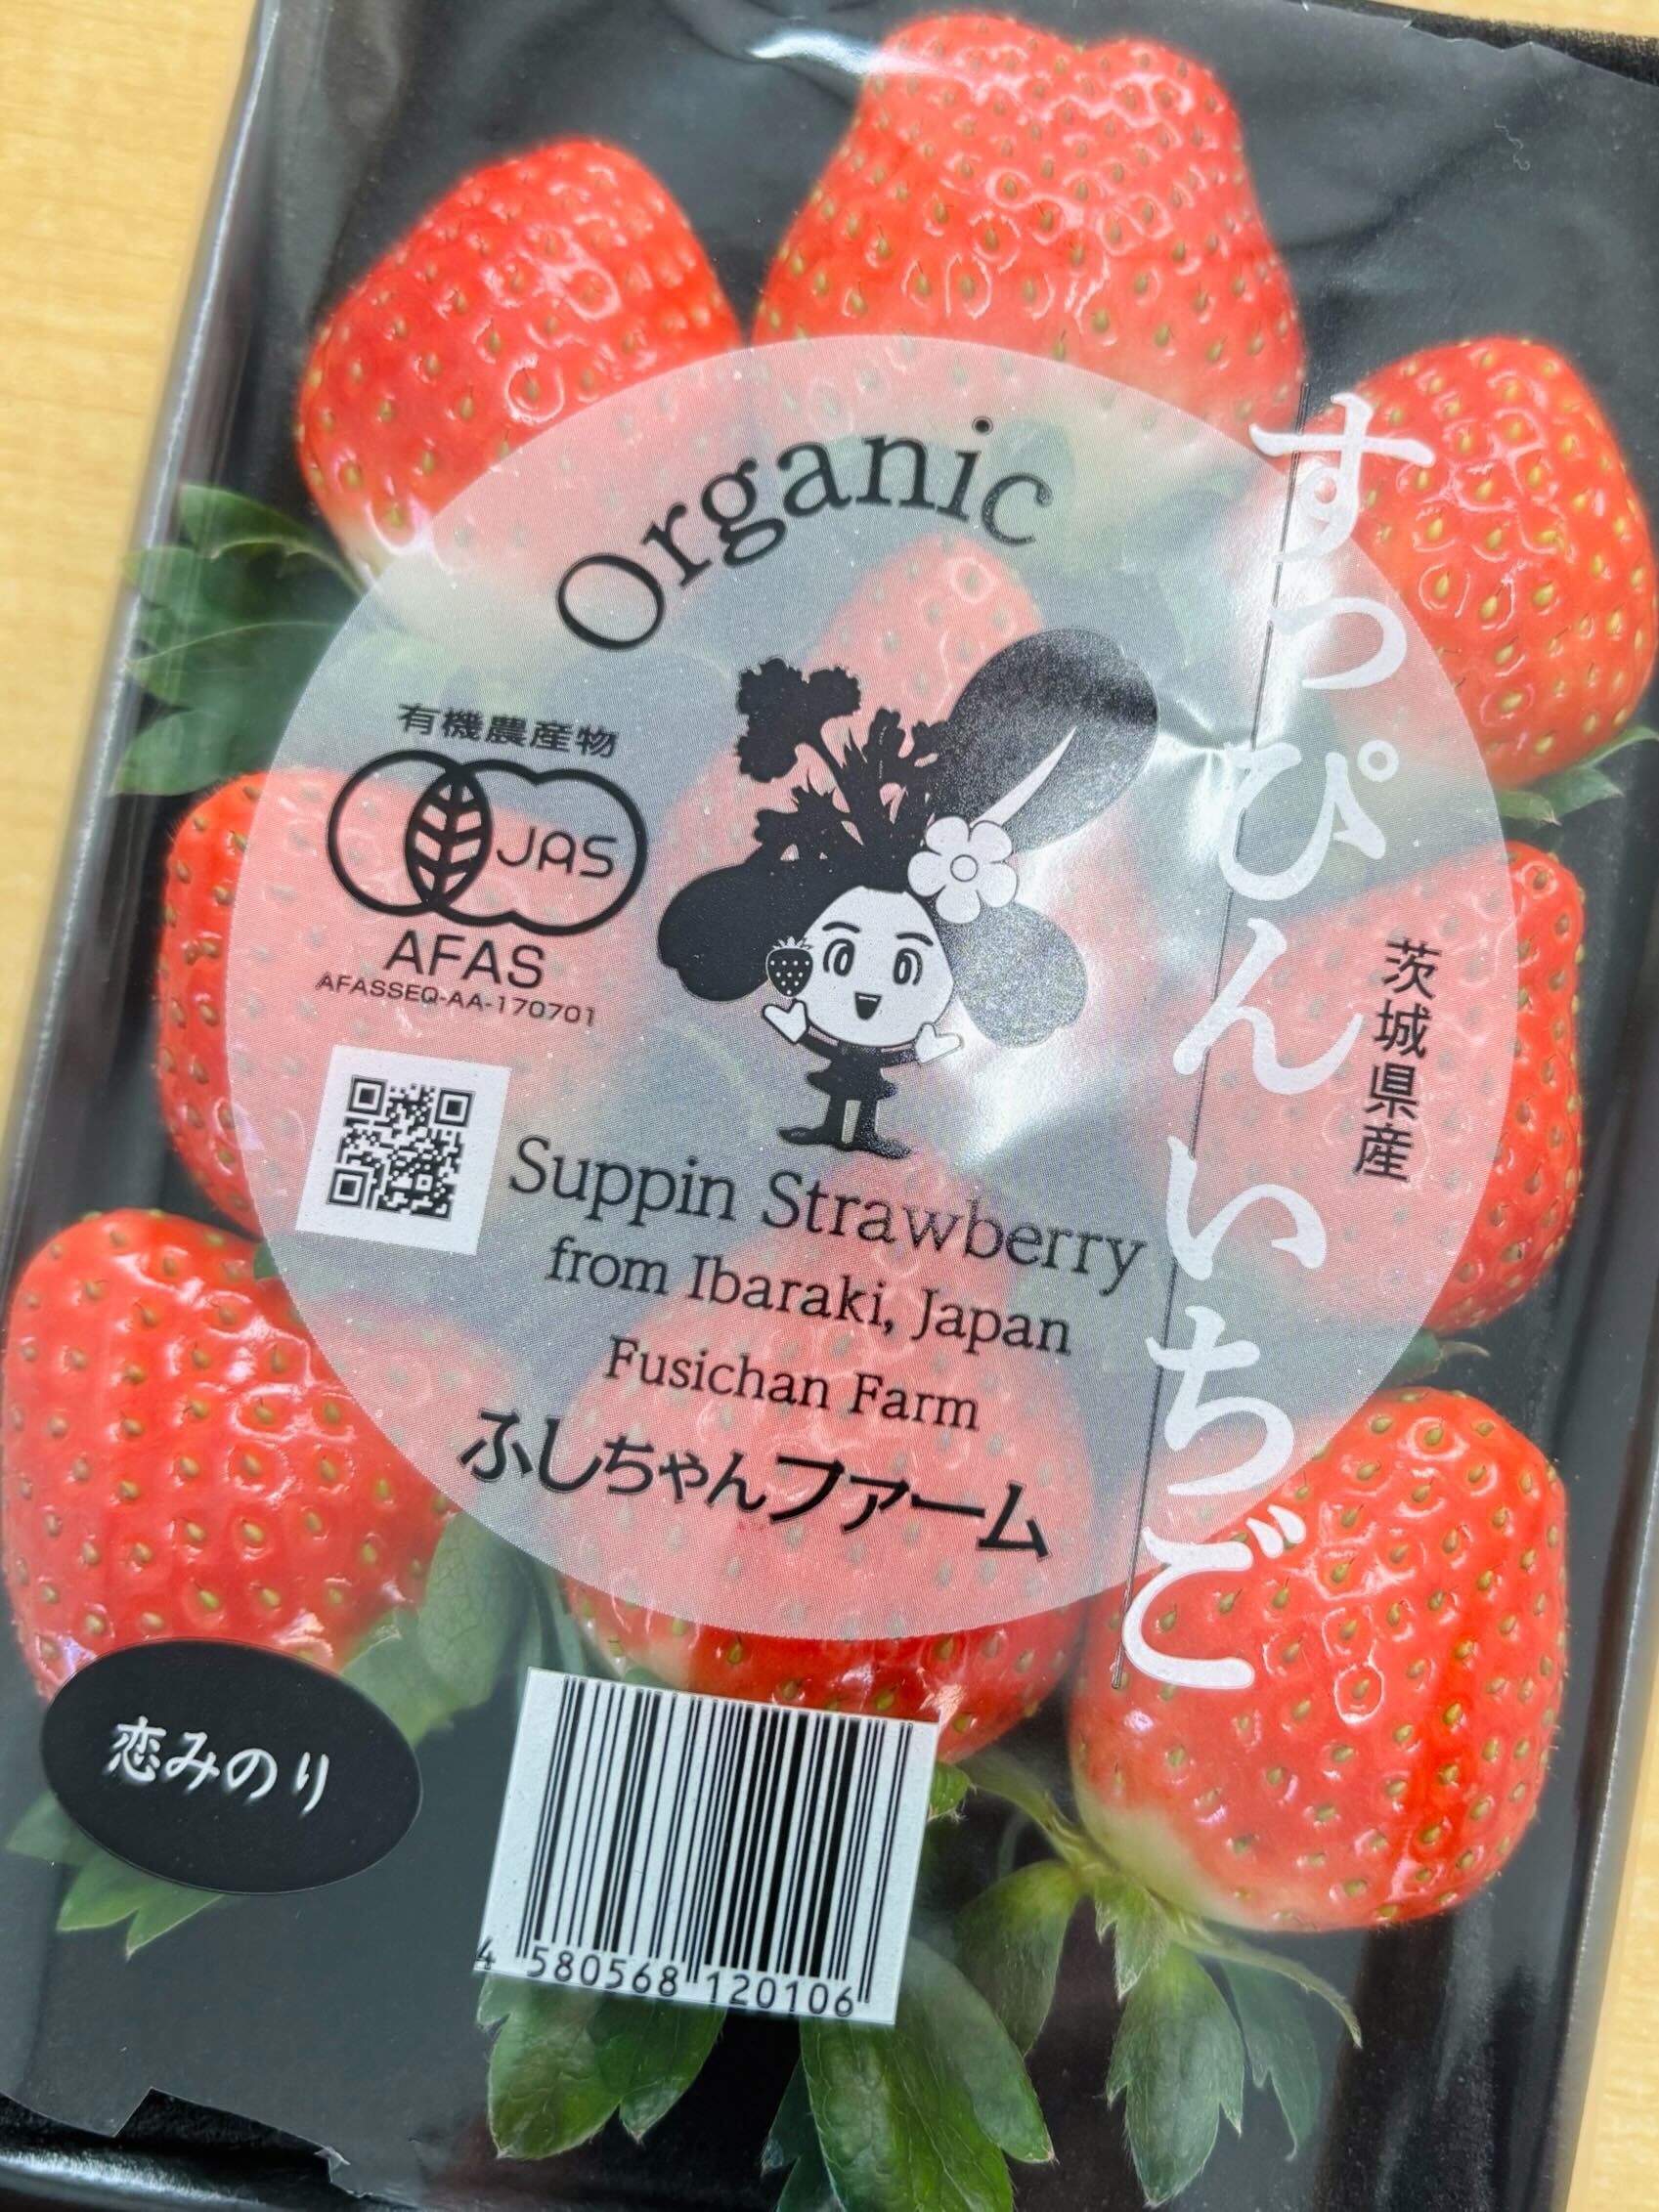 Organic
すっぴんいちご
茨城県産
有機農産物
JAS
AFAS
AFASSEQ-AA-170701
Suppin Strawberry
from Ibaraki, Japan
Fusichan Farm
ふしちゃんファーム
恋みのり
4 580568 120106